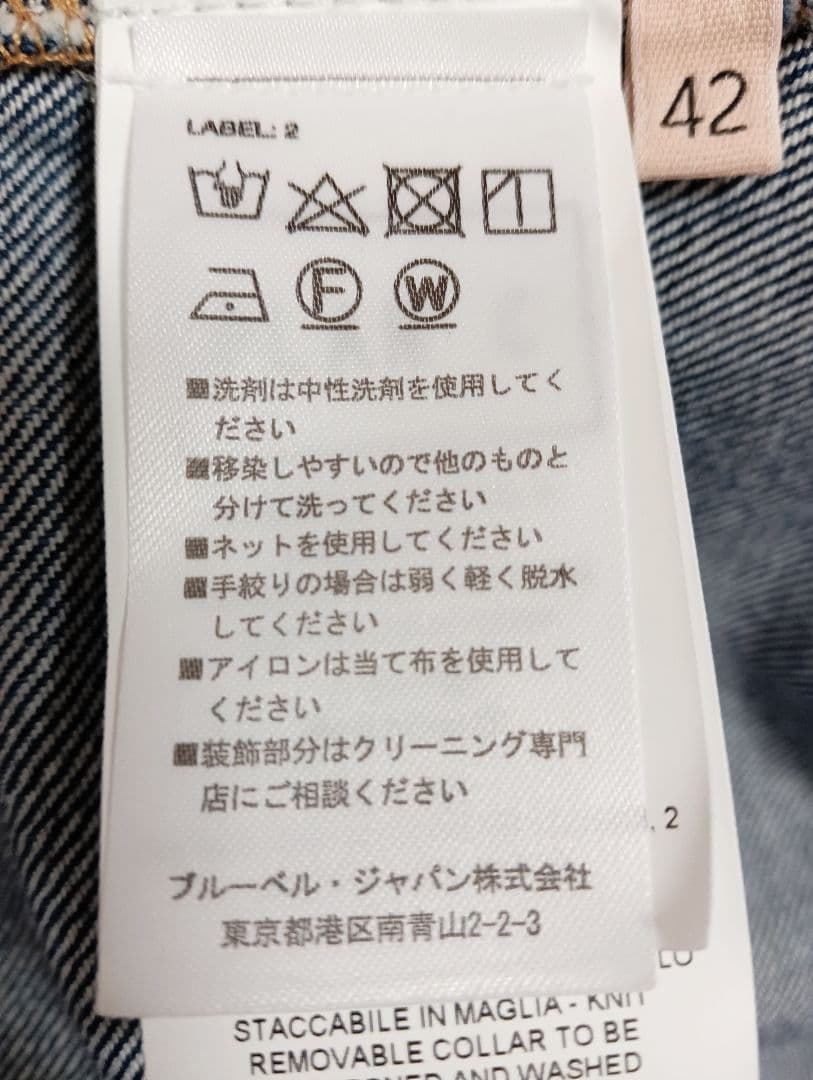 42
LABEL: 2
F
W
■洗剤は中性洗剤を使用してく
ださい
■移染しやすいので他のものと
分けて洗ってください
■ネットを使用してください
■手絞りの場合は弱く軽く脱水
してください
■アイロンは当て布を使用して
ください
■装飾部分はクリーニング専門
店にご相談ください
ブルーベル・ジャパン株式会社
東京都港区南青山2-2-3
, 2
LO
STACCABILE IN MAGLIA - KNIT
REMOVABLE COLLAR TO BE
AND WASHED